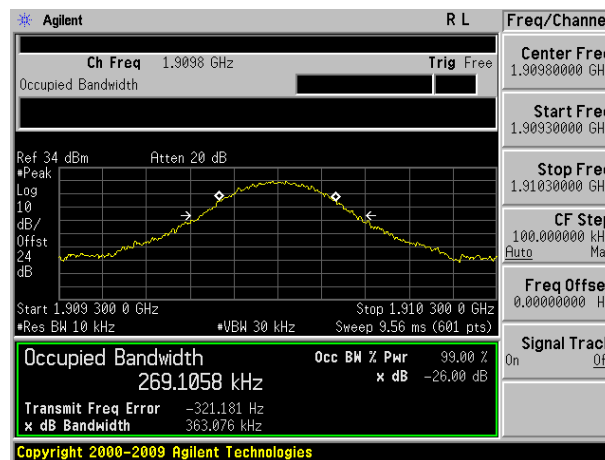 Agilent R L Freq/Channe
Ch Freq 1.9098 GHz Trig Free
Occupied Bandwidth
Center Fre
1.90980000 GH
Start Fre
1.90930000 GH
Stop Fre
1.91030000 GH
CF Ste
100.000000 kH
Auto Ma
Freq Offse
0.00000000 H
Signal Trac
On Of
Ref 34 dBm Atten 20 dB
#Peak
Log
10
dB/
Offst
24
dB
Start 1.909 300 0 GHz Stop 1.910 300 0 GHz
#Res BW 10 kHz #VBW 30 kHz Sweep 9.56 ms (601 pts)
Occupied Bandwidth Occ BW % Pwr 99.00 %
269.1058 kHz x dB -26.00 dB
Transmit Freq Error -321.181 Hz
x dB Bandwidth 363.076 kHz
Copyright 2000-2009 Agilent Technologies